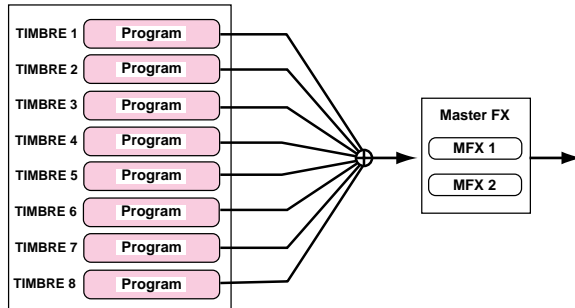 TIMBRE 1 Program
TIMBRE 2 Program
TIMBRE 3 Program
TIMBRE 4 Program
TIMBRE 5 Program
TIMBRE 6 Program
TIMBRE 7 Program
TIMBRE 8 Program
Master FX
MFX 1
MFX 2